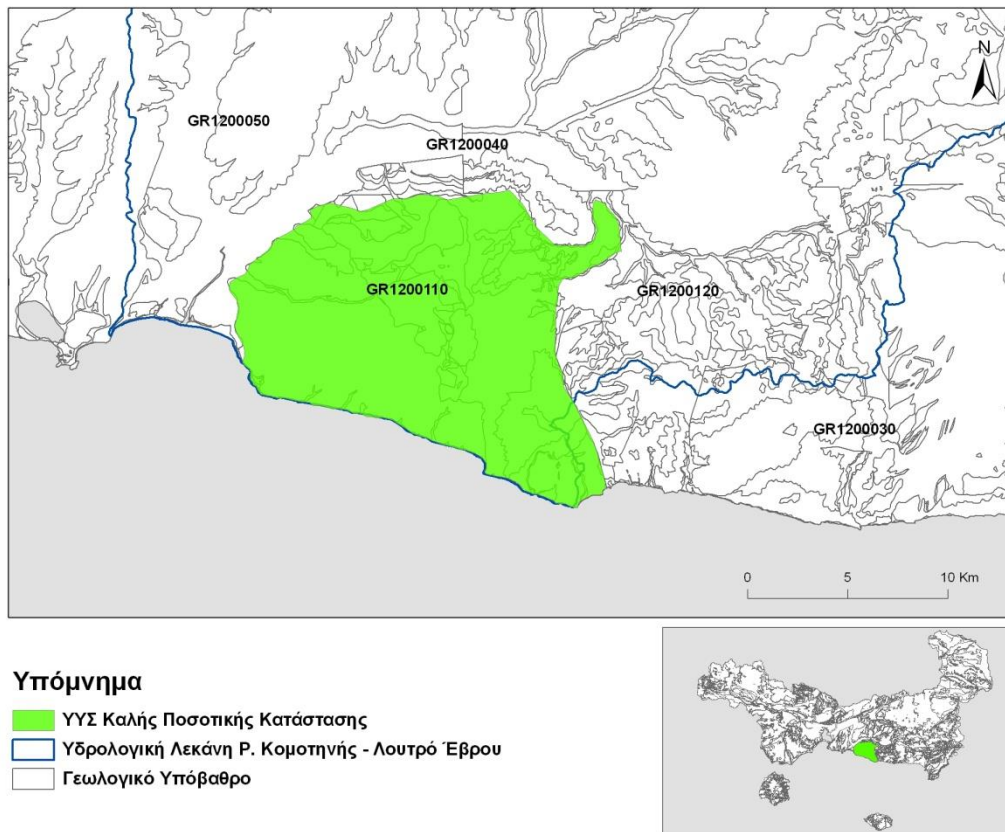 N
GR1200050
GR1200040
GR1200110
GR1200120
GR1200030
0 5 10 Km
Υπόμνημα
ΥΥΣ Καλής Ποσοτικής Κατάστασης
Υδρολογική Λεκάνη Ρ. Κομοτηνής - Λουτρό Έβρου
Γεωλογικό Υπόβαθρο